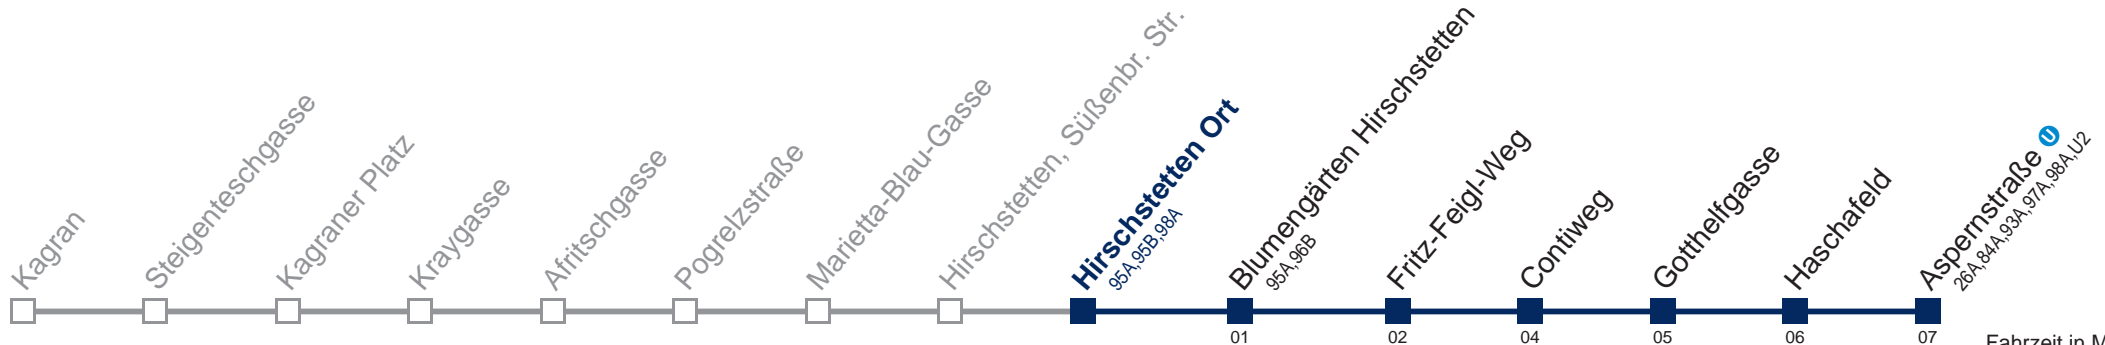 Kagran
Steigenteschgasse
Kagraner Platz
Kraygasse
Afritschgasse
Pogrelzstraße
Marietta-Blau-Gasse
Hirschstetten, Süßenbr. Str.
Hirschstetten Ort
95A,95B,98A
Blumengärten Hirschstetten
95A,96B
Fritz-Feigl-Weg
Contiweg
Gotthelfgasse
Haschafeld
Aspernstraße U
26A,84A,93A,97A,98A,U2
01 02 04 05 06 07
Fahrzeit in M